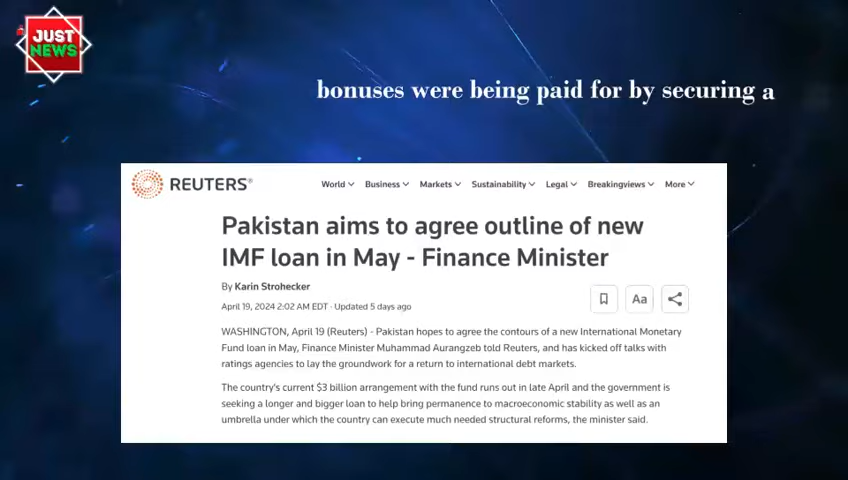 JUST
NEWS
bonuses were being paid for by securing a
REUTERS®
World Business Markets Sustainability Legal Breakingviews More
Pakistan aims to agree outline of new
IMF loan in May - Finance Minister
By Karin Strohecker
Aa
April 19, 2024 2:02 AM EDT · Updated 5 days ago
WASHINGTON, April 19 (Reuters) - Pakistan hopes to agree the contours of a new International Monetary
Fund loan in May, Finance Minister Muhammad Aurangzeb told Reuters, and has kicked off talks with
ratings agencies to lay the groundwork for a return to international debt markets.
The country's current $3 billion arrangement with the fund runs out in late April and the government is
seeking a longer and bigger loan to help bring permanence to macroeconomic stability as well as an
umbrella under which the country can execute much needed structural reforms, the minister said.